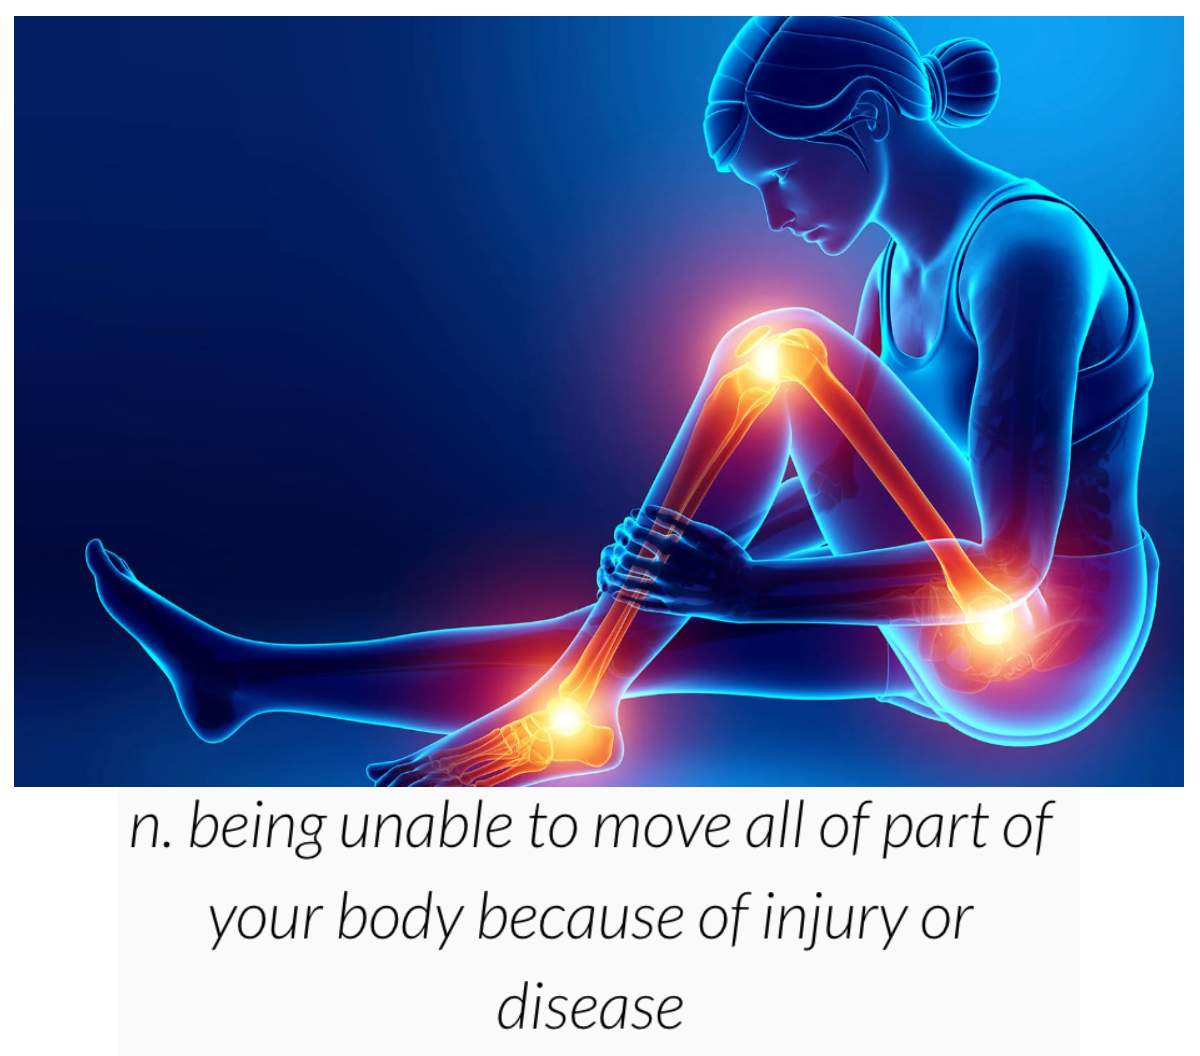 n. being unable to move all of part of
your body because of injury or
disease